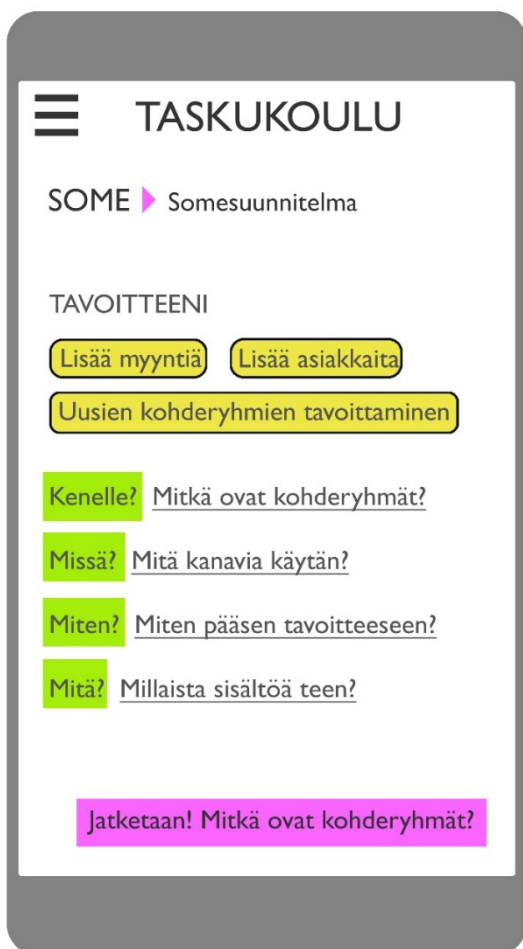 TASKUKOULU
SOME Somesuunnitelma
TAVOITTEENI
Lisää myyntiä Lisää asiakkaita
Uusien kohderyhmien tavoittaminen
Kenelle? Mitkä ovat kohderyhmät?
Missä? Mitä kanavia käytän?
Miten? Miten pääsen tavoitteeseen?
Mitä? Millaista sisältöä teen?
Jatketaan! Mitkä ovat kohderyhmät?